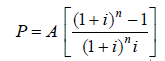 P = A [ ((1+i)^n − 1) / ((1+i)^n i) ]